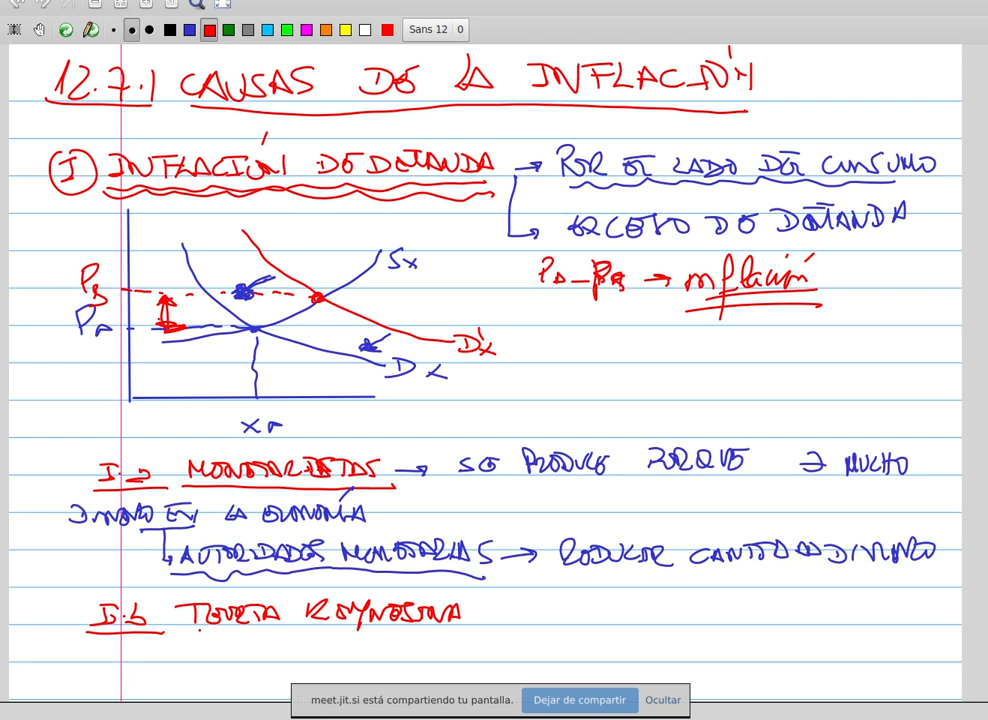 Sans 12 0
12.7.1 CAUSAS DE LA INFLACIÓN
I INFLACIÓN DE DEMANDA → POR EL LADO DEL CONSUMO
EXCESO DE DEMANDA
PA - PB → inflación
Sx
PB
PA
D'x
Dx
XA
I.a MONETARISTAS → SE PRODUCE PORQUE ∃ MUCHO
DINERO EN LA ECONOMÍA
AUTORIDADES MONETARIAS → REDUCIR CANTIDAD DINERO
I.b TEORIA KEYNESIANA
meet.jit.si está compartiendo tu pantalla. Dejar de compartir Ocultar